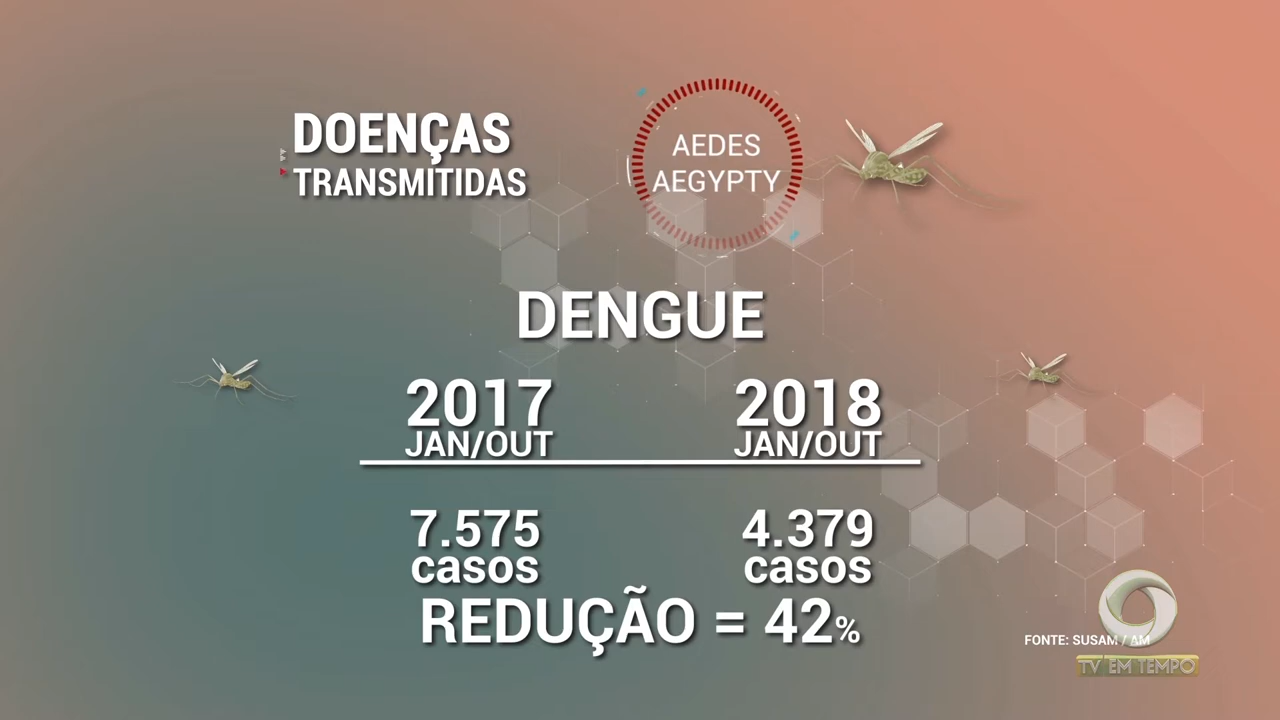 DOENÇAS
TRANSMITIDAS
AEDES
AEGYPTY
DENGUE
2017
JAN/OUT
2018
JAN/OUT
7.575
casos
4.379
casos
REDUÇÃO = 42%
FONTE: SUSAM / AM
TV EM TEMPO